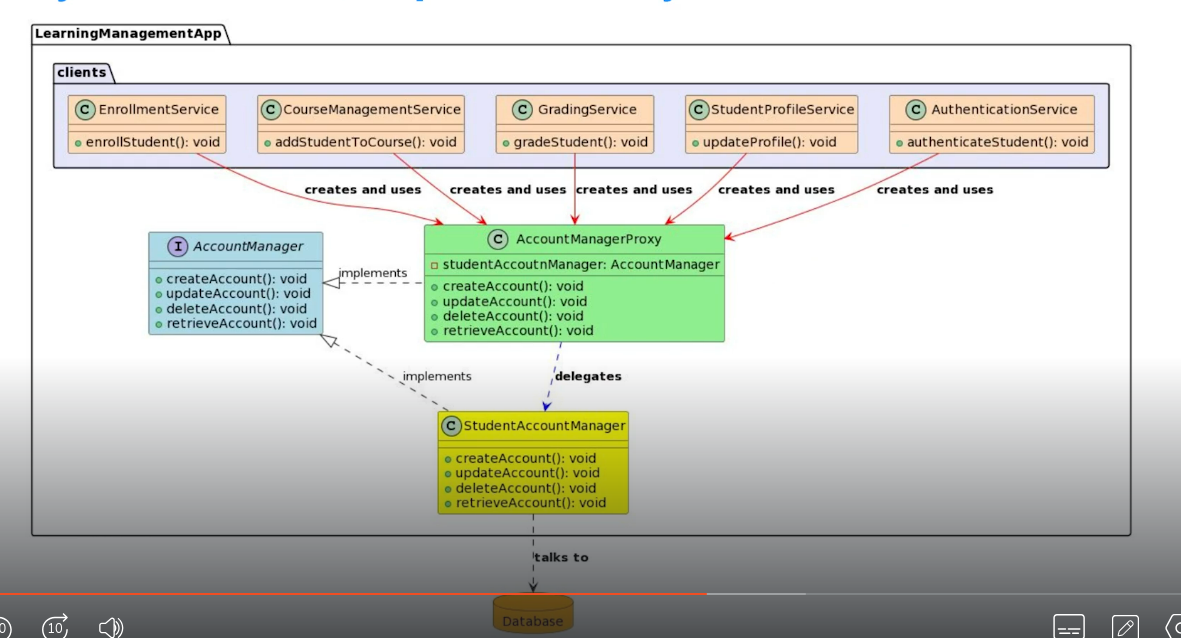 LearningManagementApp
clients
C EnrollmentService
enrollStudent(): void
C CourseManagementService
addStudentToCourse(): void
C GradingService
gradeStudent(): void
C StudentProfileService
updateProfile(): void
C AuthenticationService
authenticateStudent(): void
creates and uses
creates and uses
creates and uses
creates and uses
creates and uses
I AccountManager
createAccount(): void
updateAccount(): void
deleteAccount(): void
retrieveAccount(): void
implements
C AccountManagerProxy
studentAccoutnManager: AccountManager
createAccount(): void
updateAccount(): void
deleteAccount(): void
retrieveAccount(): void
implements
delegates
C StudentAccountManager
createAccount(): void
updateAccount(): void
deleteAccount(): void
retrieveAccount(): void
talks to
Database
10